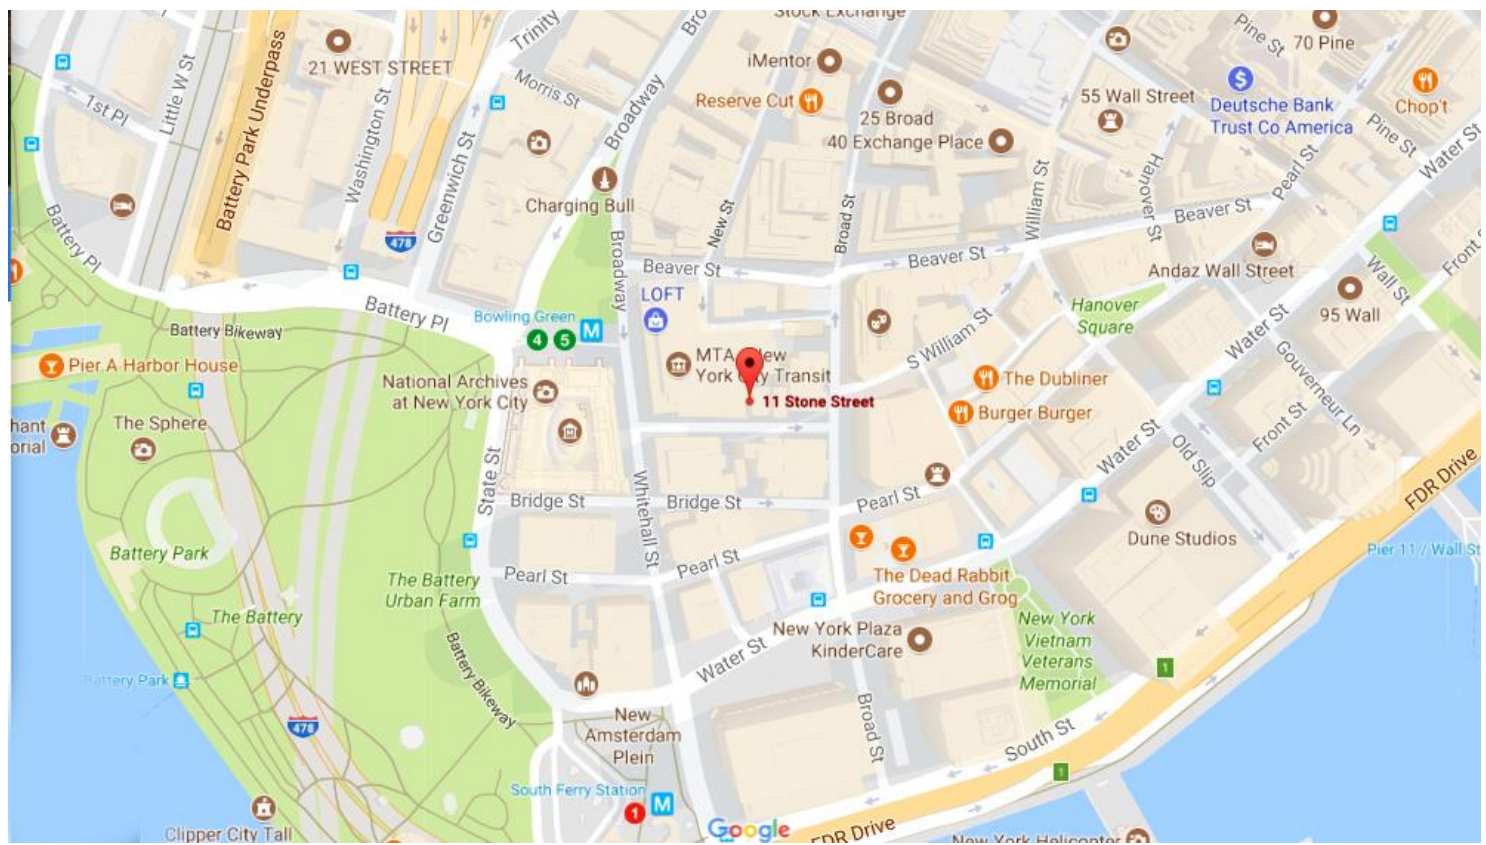 Stock Exchange
Pine St
70 Pine
21 WEST STREET
Trinity
Bro
iMentor
Reserve Cut
Morris St
Broadway
25 Broad
40 Exchange Place
55 Wall Street
Deutsche Bank
Trust Co America
Chop't
1st Pl
Little W St
Battery Park Underpass
Washington St
Greenwich St
Pine St
Water St
Pearl St
Hanover St
William St
Beaver St
Charging Bull
Broadway
New St
Broad St
Battery Pl
478
Beaver St
Beaver St
Andaz Wall Street
Wall St
Front St
LOFT
Hanover
Square
95 Wall
Battery Pl
Battery Bikeway
Bowling Green
4
5
M
S William St
Water St
Gouverneur Ln
Pier A Harbor House
National Archives
at New York City
MTA
New
York City Transit
11 Stone Street
The Dubliner
Burger Burger
The Sphere
hant
orial
State St
Front St
Old Slip
Water St
FDR Drive
Bridge St
Bridge St
Whitehall St
Pearl St
Dune Studios
Pier 11 / Wall St
Battery Park
The Battery
Urban Farm
Pearl St
Pearl St
The Dead Rabbit
Grocery and Grog
The Battery
New York Plaza
KinderCare
New York
Vietnam
Veterans
Memorial
Water St
Battery Bikeway
Battery Park
1
478
New
Amsterdam
Plein
Broad St
South St
1
South Ferry Station
1
M
Clipper City Tall
Google
FDR Drive
New York Helicopter